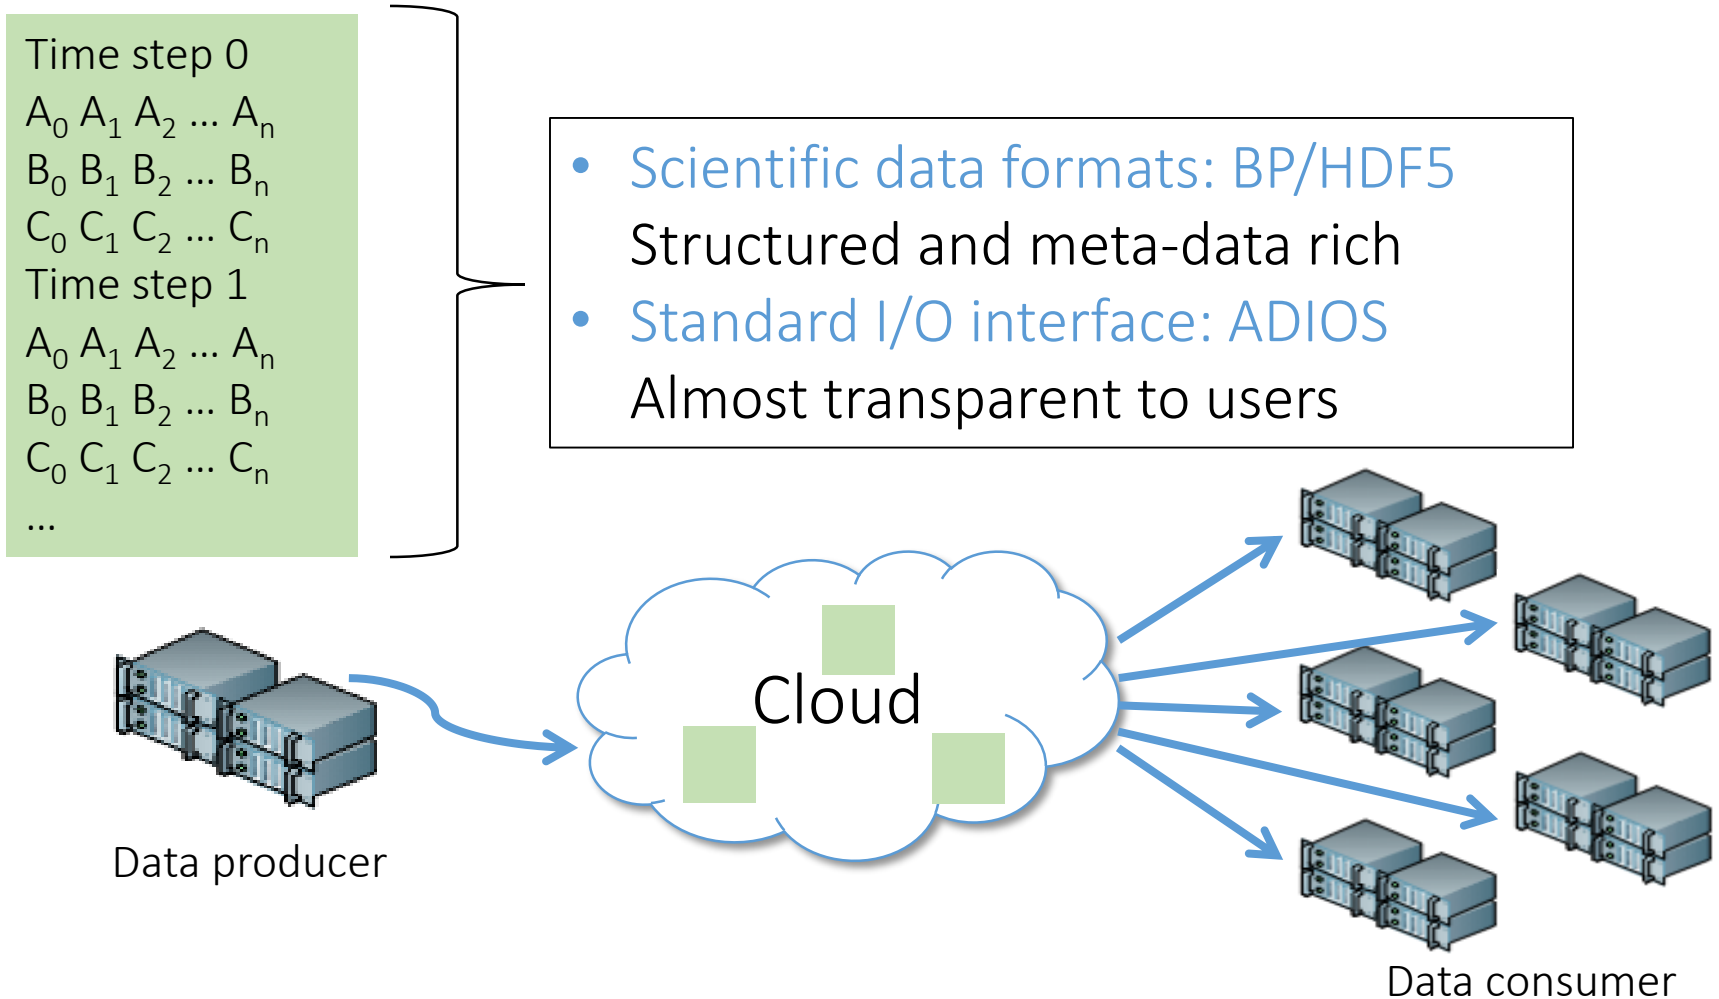 Time step 0
A₀ A₁ A₂ ... Aₙ
B₀ B₁ B₂ ... Bₙ
C₀ C₁ C₂ ... Cₙ
Time step 1
A₀ A₁ A₂ ... Aₙ
B₀ B₁ B₂ ... Bₙ
C₀ C₁ C₂ ... Cₙ
...
• Scientific data formats: BP/HDF5
Structured and meta-data rich
• Standard I/O interface: ADIOS
Almost transparent to users
Cloud
Data producer
Data consumer